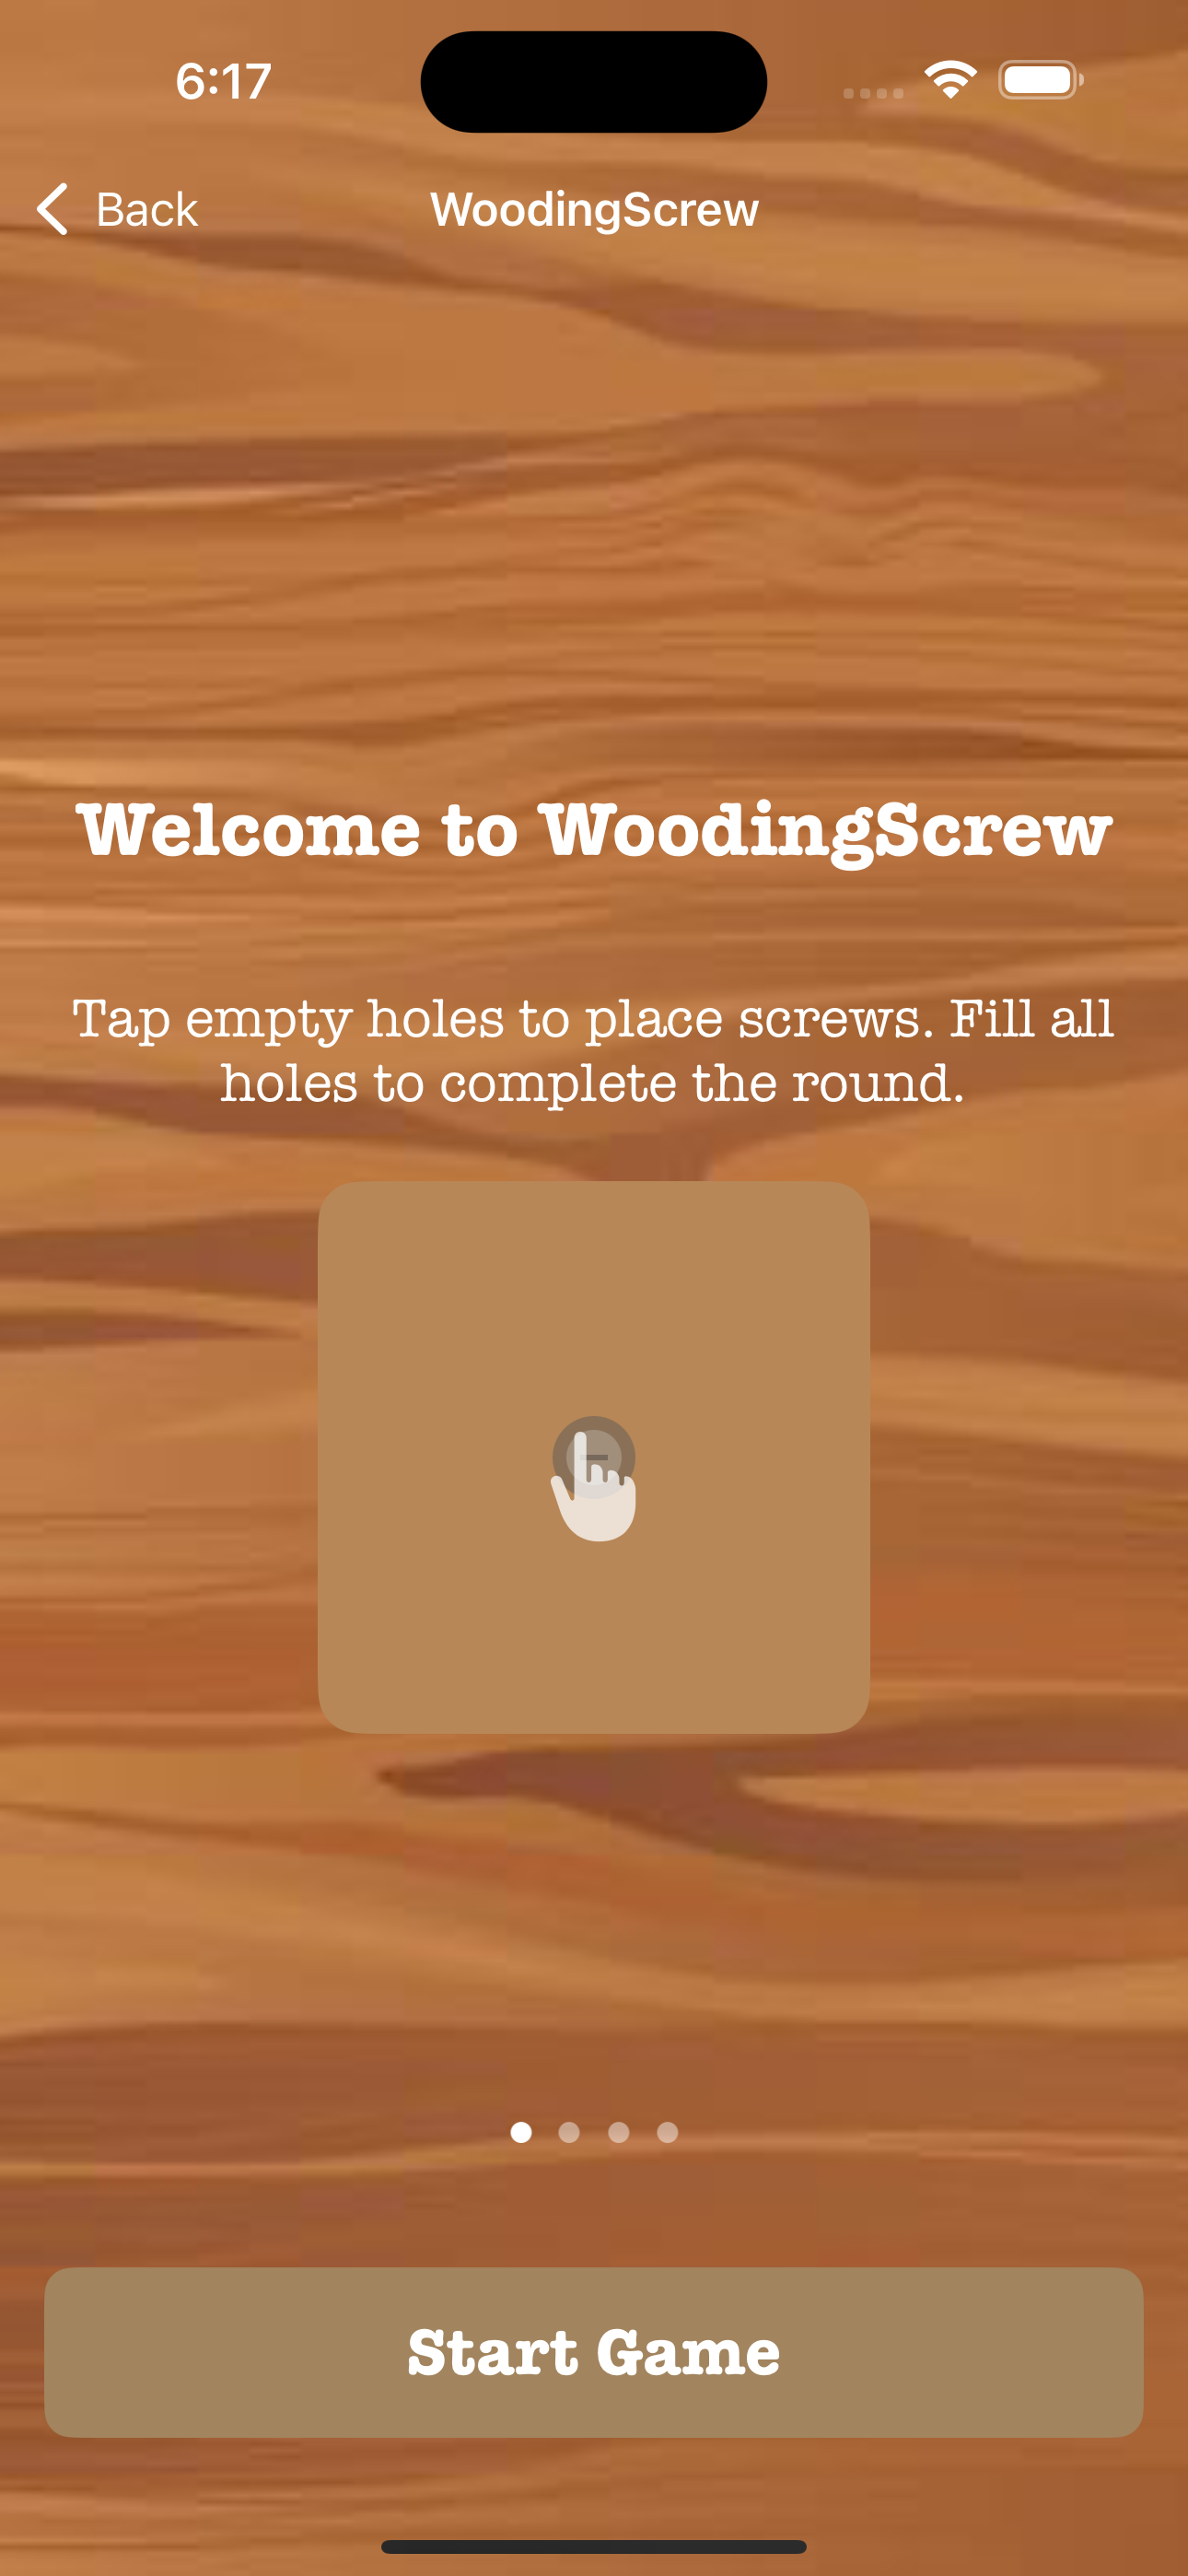 6:17
Back
WoodingScrew
Welcome to WoodingScrew
Tap empty holes to place screws. Fill all
holes to complete the round.
Start Game